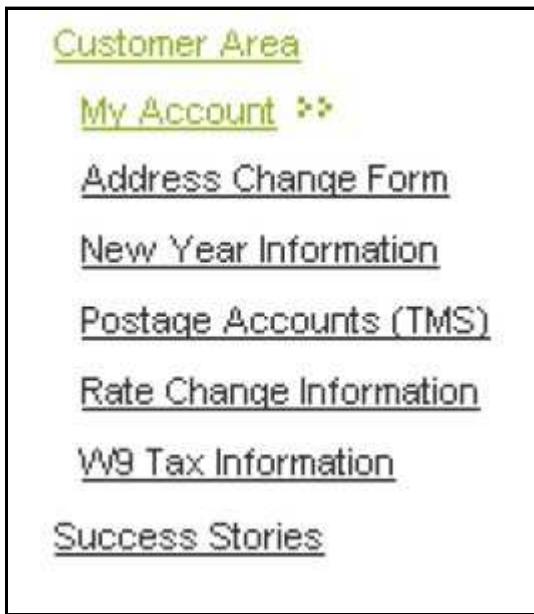 Customer Area
My Account >>
Address Change Form
New Year Information
Postage Accounts (TMS)
Rate Change Information
W9 Tax Information
Success Stories